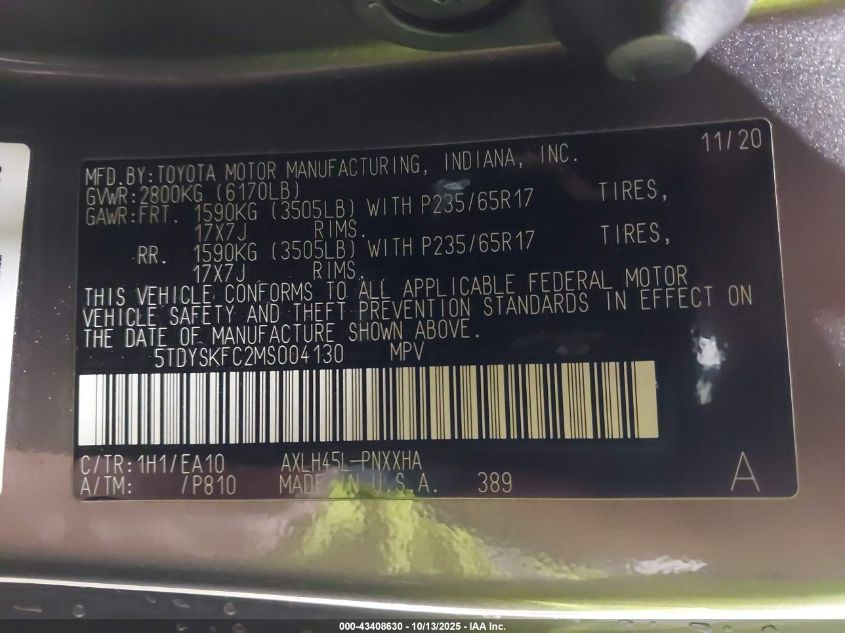 11/20
MFD.BY:TOYOTA MOTOR MANUFACTURING, INDIANA, INC.
GVWR:2800KG (6170LB)
GAWR:FRT. 1590KG (3505LB) WITH P235/65R17 TIRES,
17X7J RIMS.
RR. 1590KG (3505LB) WITH P235/65R17 TIRES,
17X7J RIMS.
THIS VEHICLE CONFORMS TO ALL APPLICABLE FEDERAL MOTOR
VEHICLE SAFETY AND THEFT PREVENTION STANDARDS IN EFFECT ON
THE DATE OF MANUFACTURE SHOWN ABOVE.
5TDYSKFC2MS004130 MPV
C/TR:1H1/EA10 AXLH45L-PNXXHA
A/TM: /P810 MADE IN U.S.A. 389 A
000-43408630 - 10/13/2025 - IAA Inc.